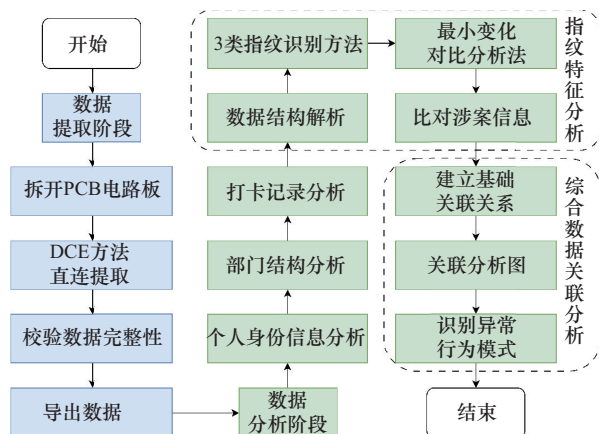 开始
数据
提取阶段
拆开PCB电路板
DCE方法
直连提取
校验数据完整性
导出数据
数据
分析阶段
个人身份信息分析
部门结构分析
打卡记录分析
数据结构解析
3类指纹识别方法
最小变化
对比分析法
比对涉案信息
指纹特征分析
建立基础
关联关系
关联分析图
识别异常
行为模式
综合数据关联分析
结束